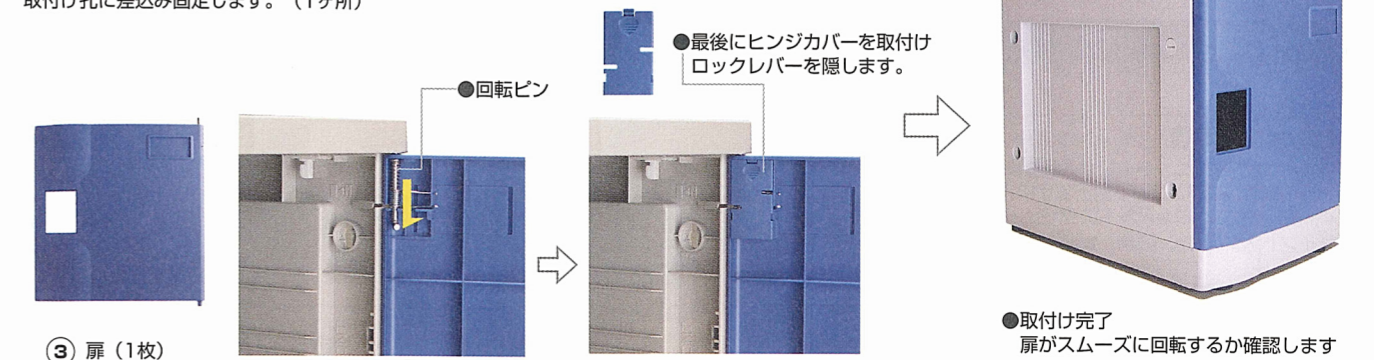 取付け孔に差込み固定します。（1ヶ所）
●最後にヒンジカバーを取付け
ロックレバーを隠します。
●回転ピン
③ 扉（1枚）
●取付け完了
扉がスムーズに回転するか確認します